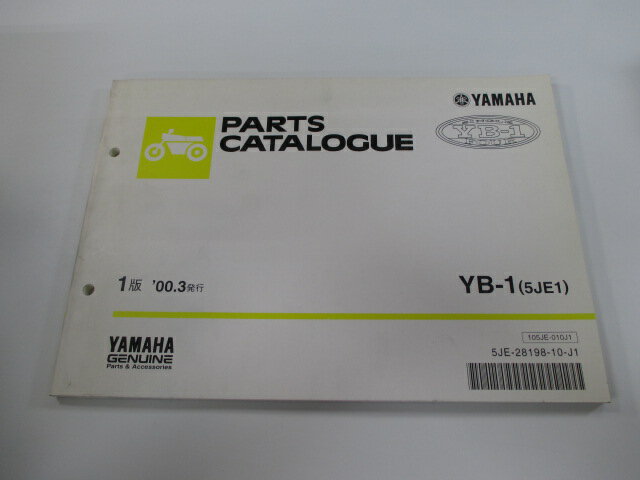 YAMAHA
PARTS
CATALOGUE
YB-1
1版 '00.3発行
YB-1(5JE1)
105JE-010J1
5JE-28198-10-J1
YAMAHA
GENUINE
Parts & Accessories